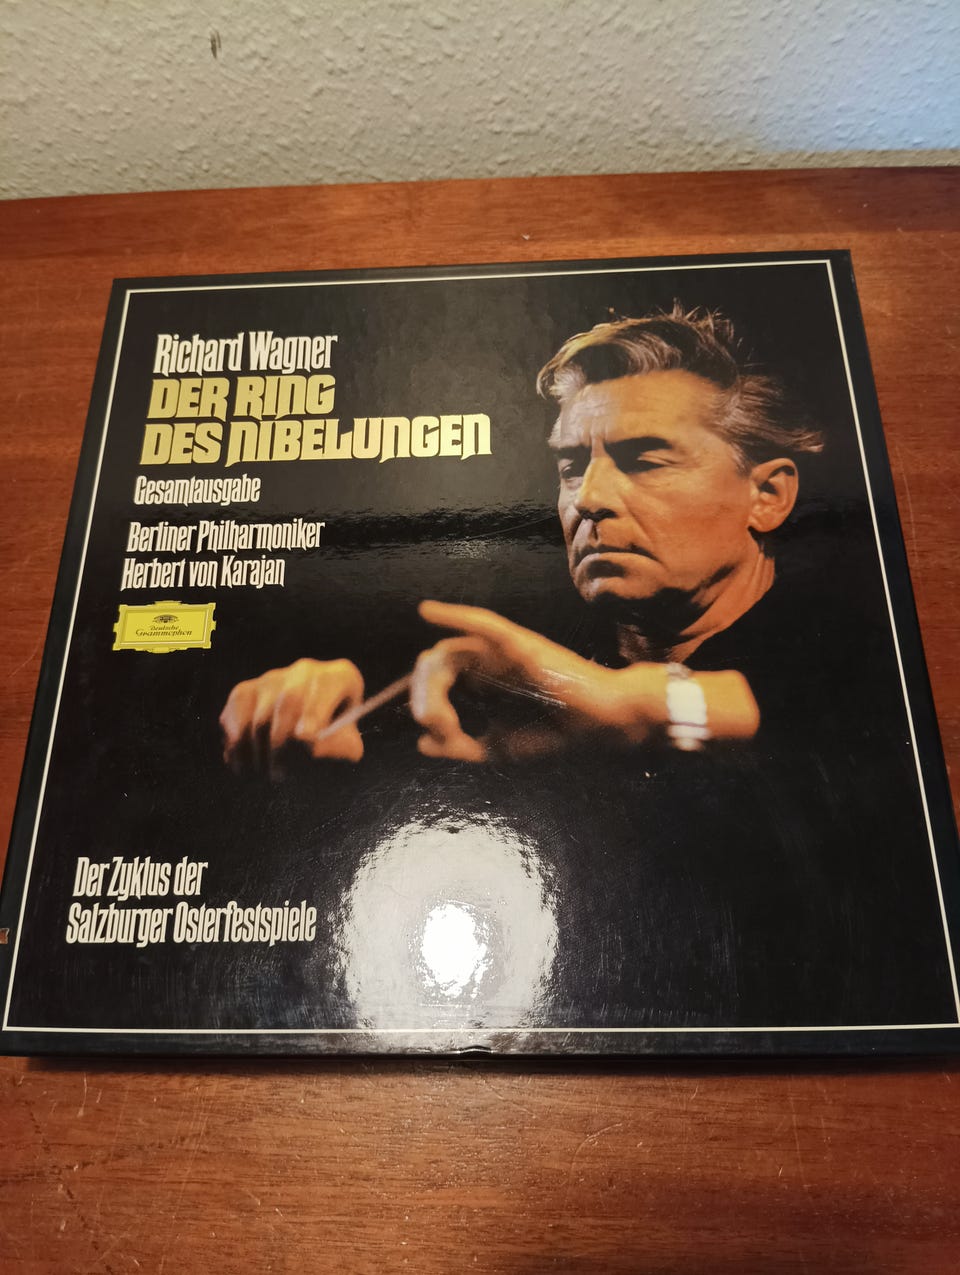 Richard Wagner
DER RING
DES NIBELUNGEN
Gesamtausgabe
Berliner Philharmoniker
Herbert von Karajan
Deutsche
Grammophon
Der Zyklus der
Salzburger Osterfestspiele